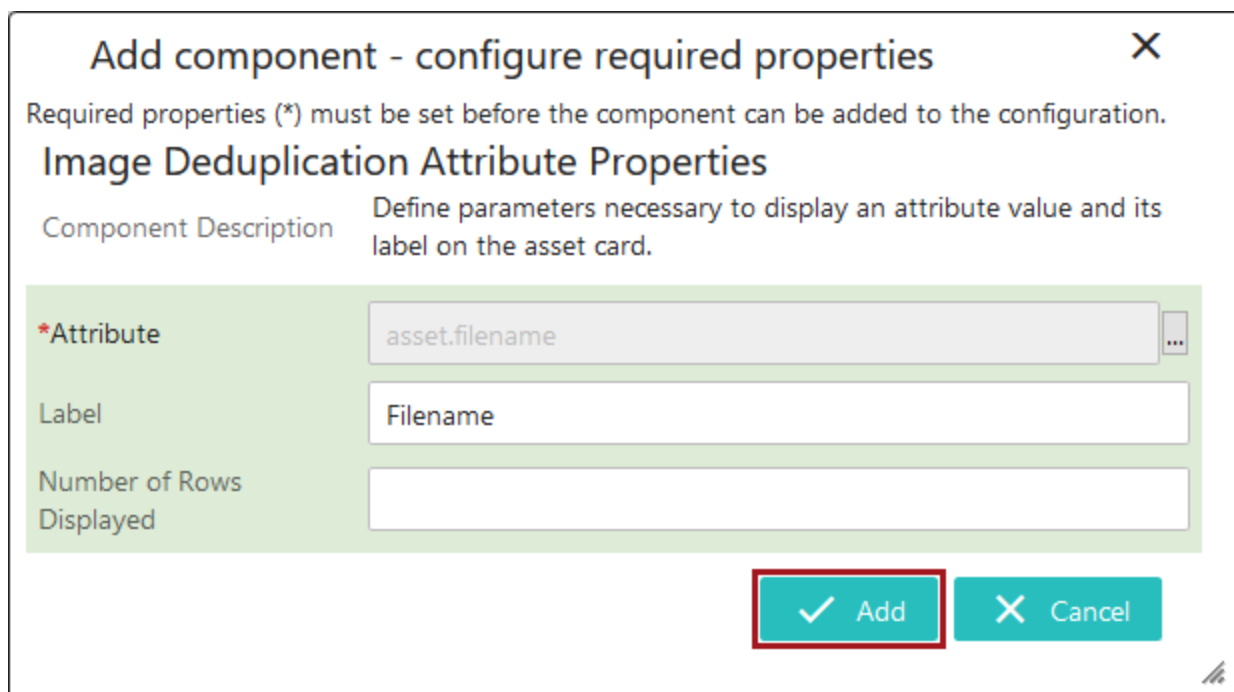 Add component - configure required properties
Required properties (*) must be set before the component can be added to the configuration.
Image Deduplication Attribute Properties
Component Description
Define parameters necessary to display an attribute value and its
label on the asset card.
*Attribute
asset.filename
...
Label
Filename
Number of Rows
Displayed
Add
Cancel